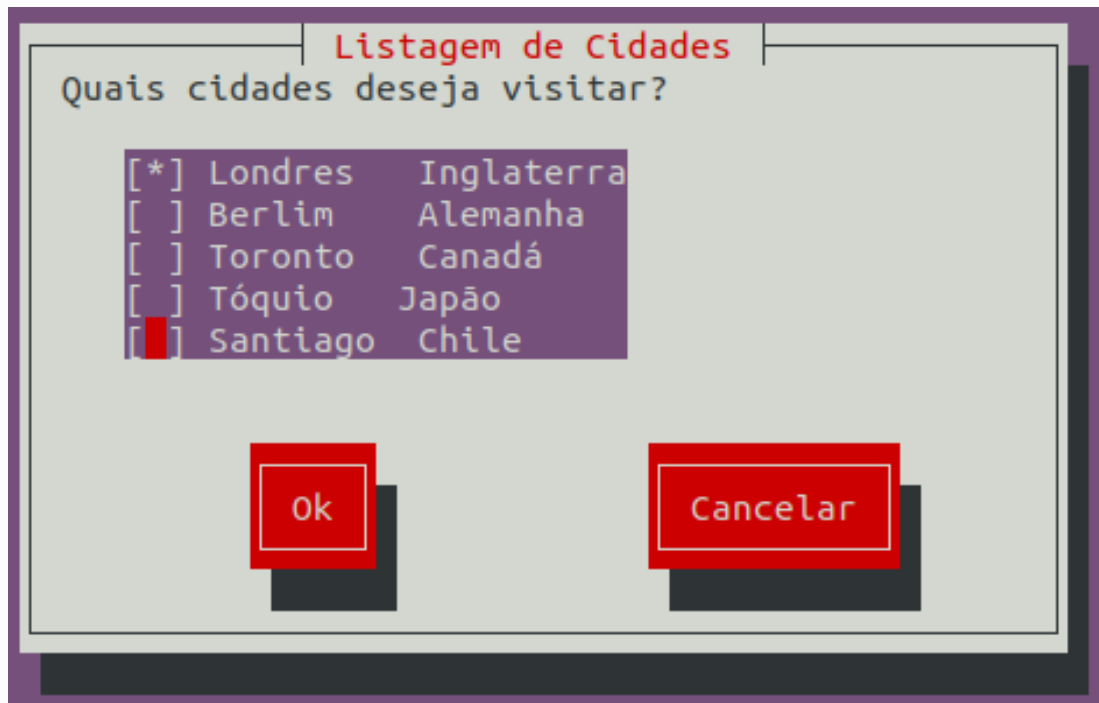 Listagem de Cidades
Quais cidades deseja visitar?
[*] Londres Inglaterra
[ ] Berlim Alemanha
[ ] Toronto Canadá
[ ] Tóquio Japão
[ ] Santiago Chile
Ok Cancelar